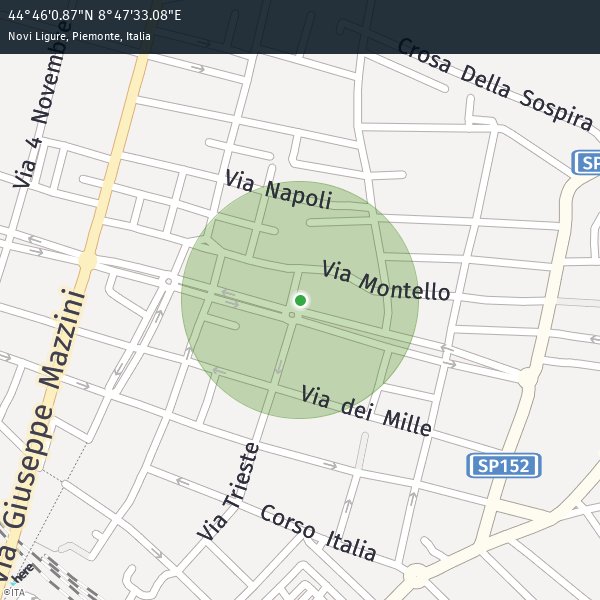 44°46'0.87"N 8°47'33.08"E
Novi Ligure, Piemonte, Italia
Crosa Della Sospira
Via 4 Novembre
SP
Via Napoli
Via Montello
Via Giuseppe Mazzini
Via dei Mille
SP152
Via Trieste
Corso Italia
here
©ITA